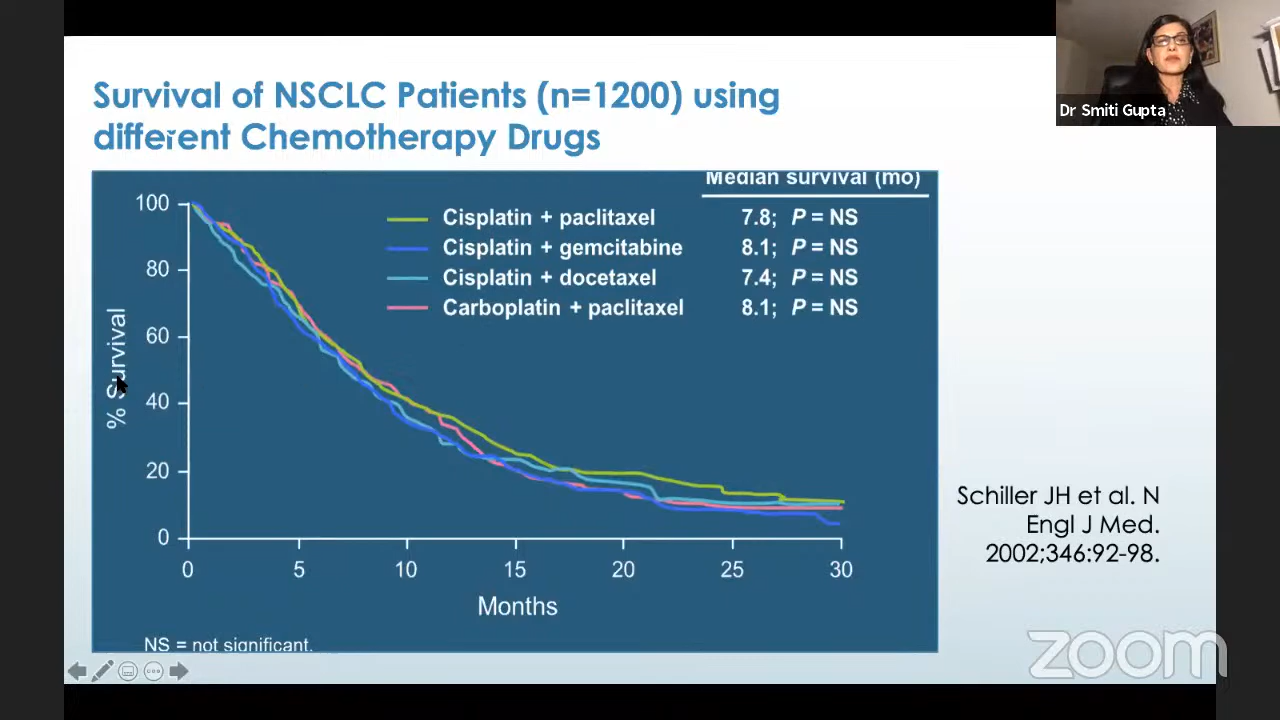 Survival of NSCLC Patients (n=1200) using
different Chemotherapy Drugs
Dr Smiti Gupta
Median survival (mo)
Cisplatin + paclitaxel 7.8; P = NS
Cisplatin + gemcitabine 8.1; P = NS
Cisplatin + docetaxel 7.4; P = NS
Carboplatin + paclitaxel 8.1; P = NS
% Survival
100
80
60
40
20
0
0 5 10 15 20 25 30
Months
NS = not significant.
Schiller JH et al. N
Engl J Med.
2002;346:92-98.
zoom